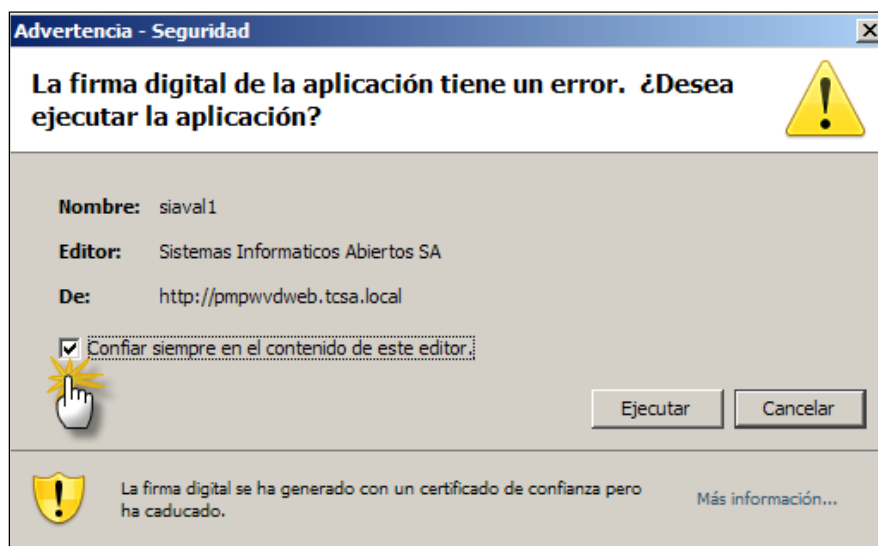 Advertencia - Seguridad
La firma digital de la aplicación tiene un error. ¿Desea
ejecutar la aplicación?
Nombre: siaval1
Editor: Sistemas Informaticos Abiertos SA
De: http://pmpwvdweb.tcsa.local
Confiar siempre en el contenido de este editor.
Ejecutar Cancelar
La firma digital se ha generado con un certificado de confianza pero
ha caducado.
Más información...